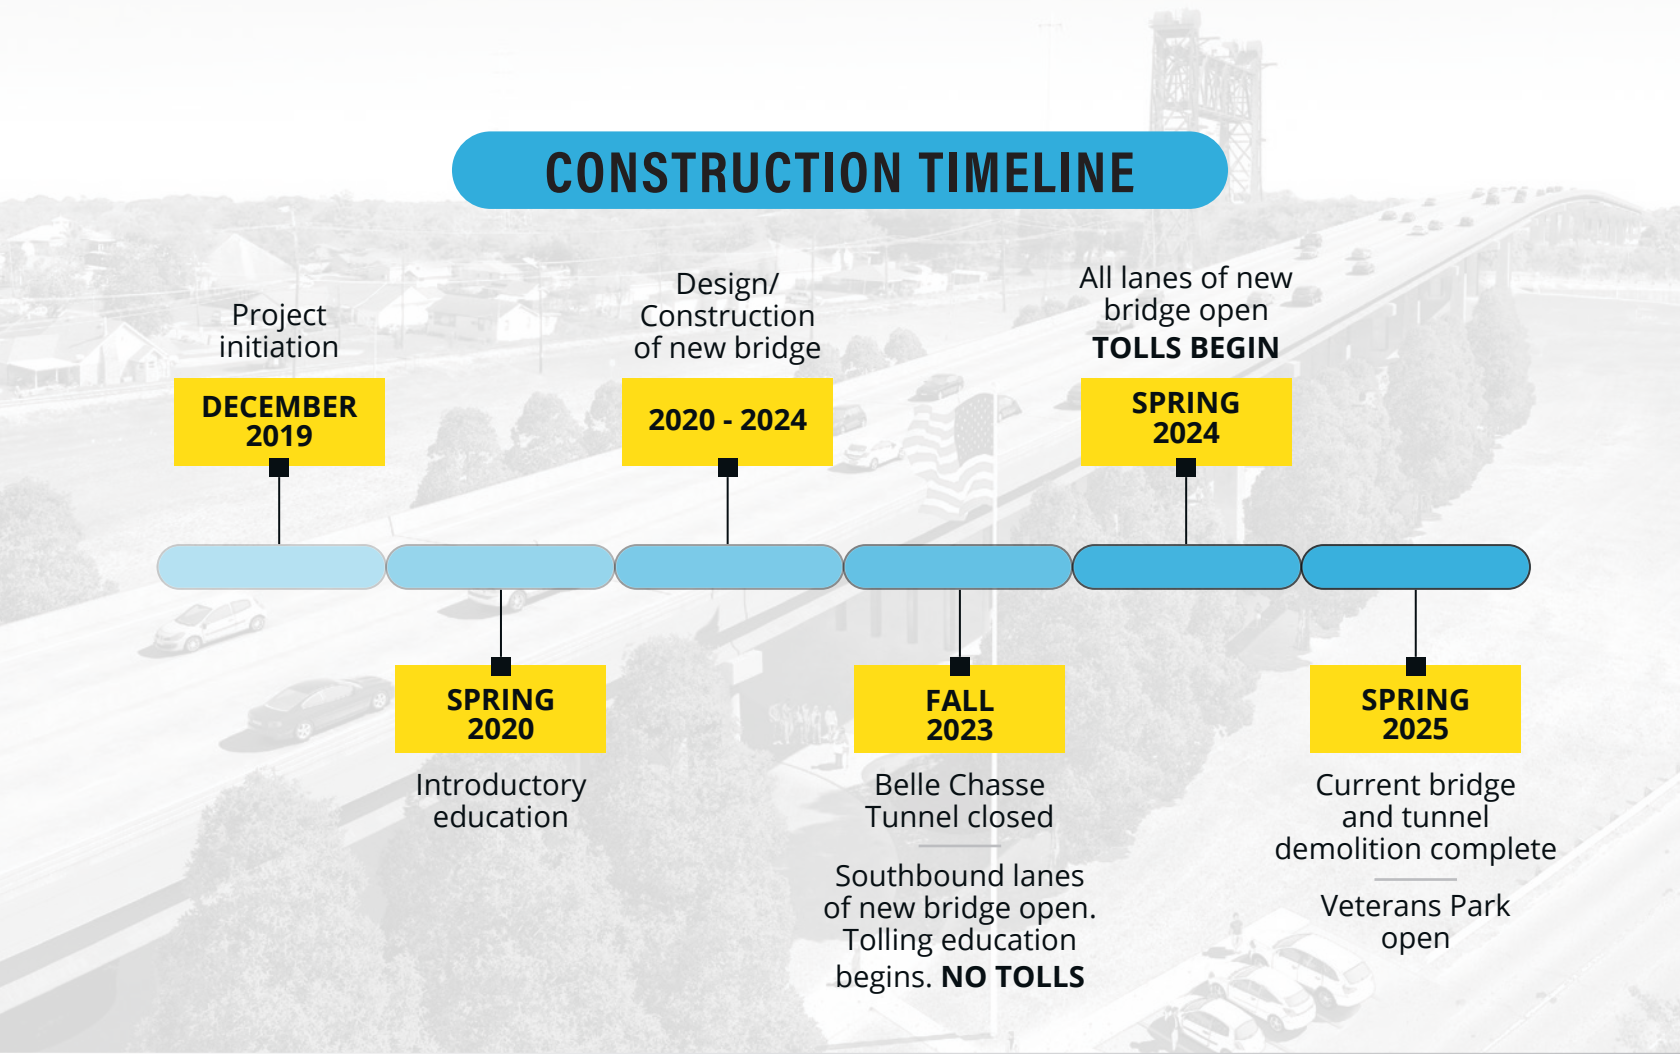 CONSTRUCTION TIMELINE
Project
initiation
DECEMBER
2019
Design/
Construction
of new bridge
2020 - 2024
All lanes of new
bridge open
TOLLS BEGIN
SPRING
2024
SPRING
2020
Introductory
education
FALL
2023
Belle Chasse
Tunnel closed
Southbound lanes
of new bridge open.
Tolling education
begins. NO TOLLS
SPRING
2025
Current bridge
and tunnel
demolition complete
Veterans Park
open